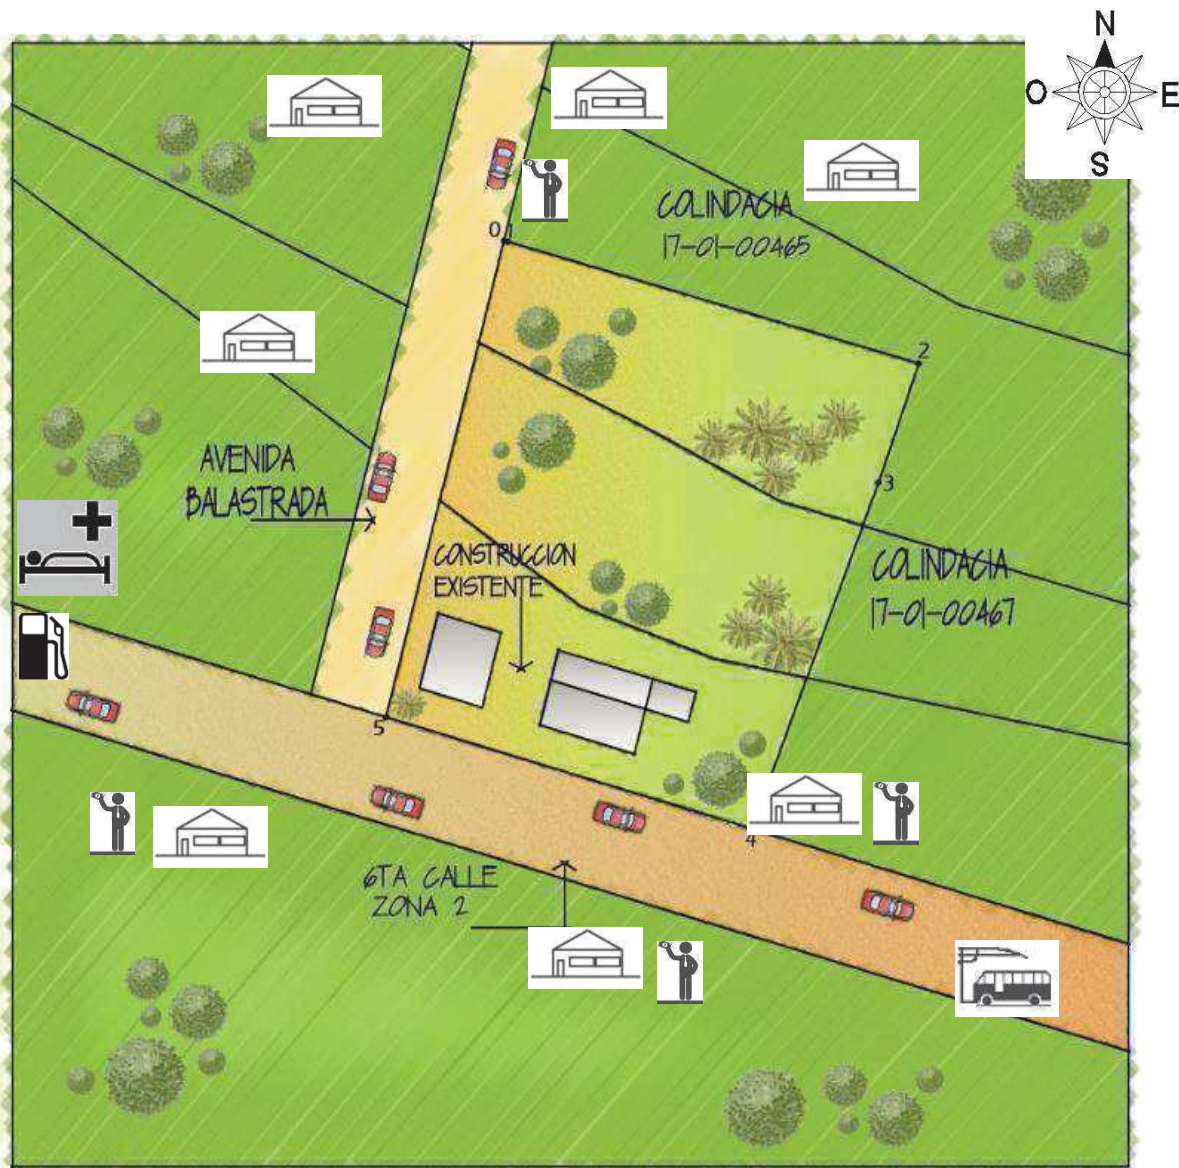 N
O
E
S
COLINDACIA
17-01-00465
0
1
2
3
AVENIDA
BALASTRADA
CONSTRUCCION
EXISTENTE
COLINDACIA
17-01-00467
5
4
6TA CALLE
ZONA 2